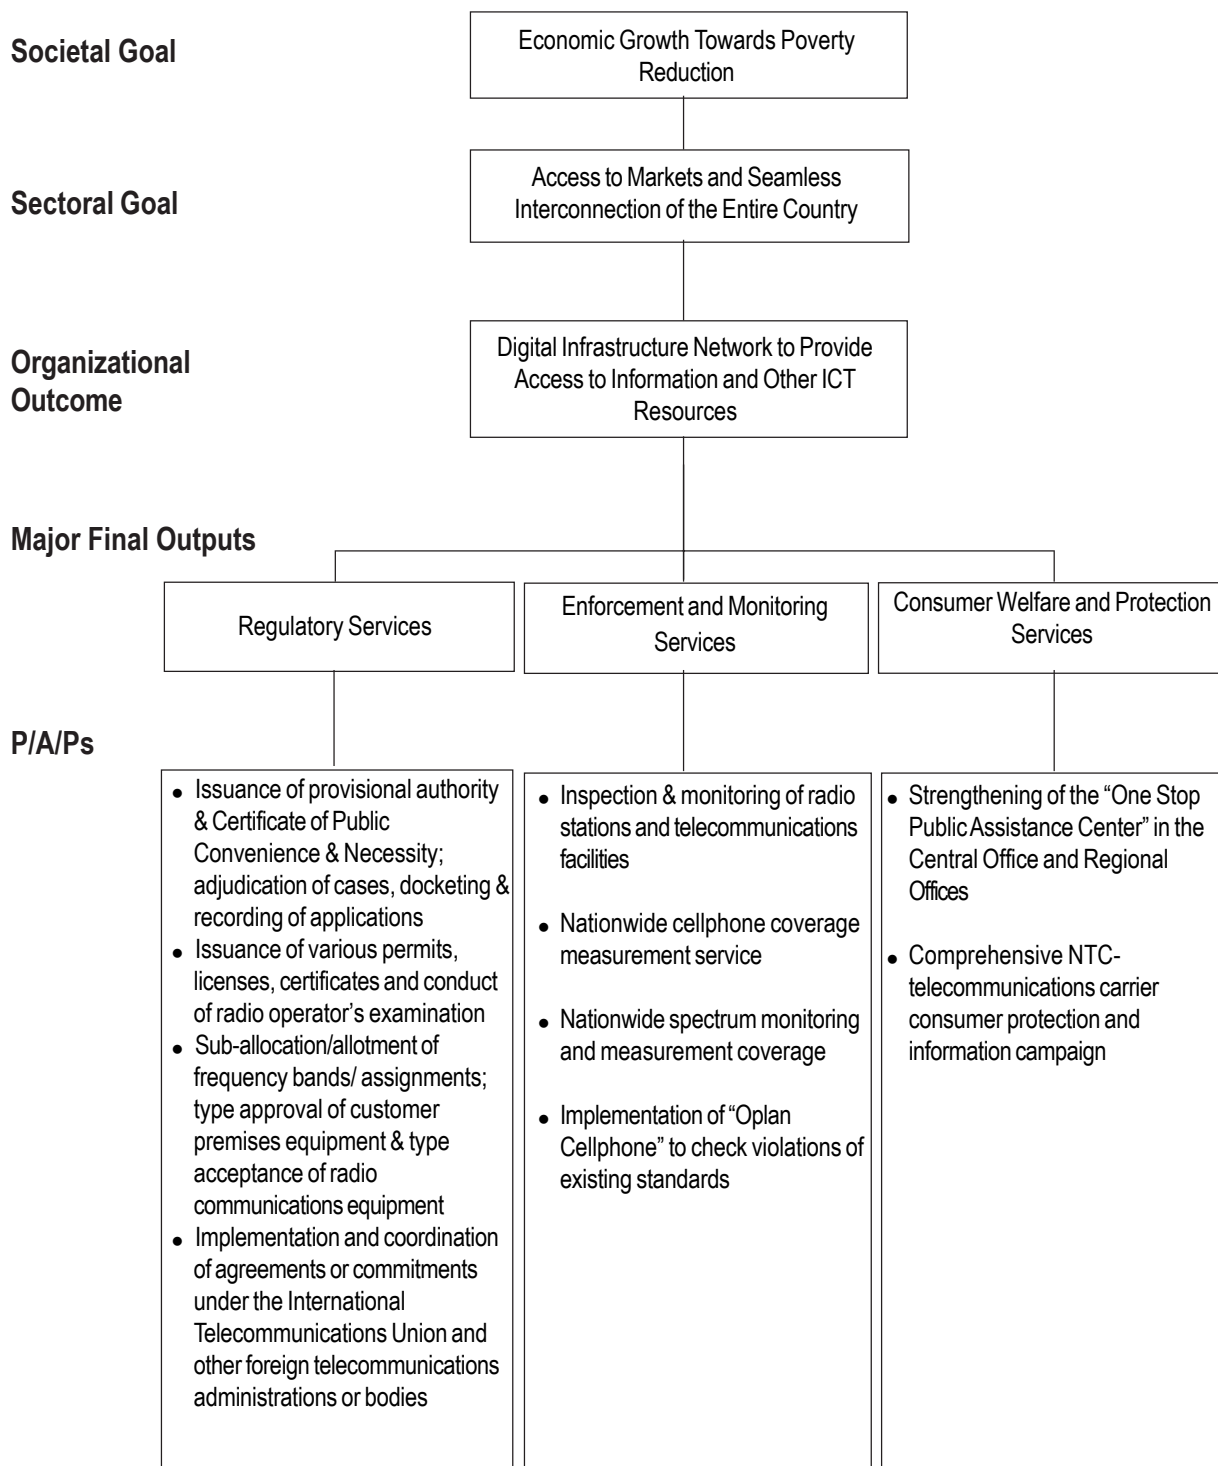 Societal Goal
Economic Growth Towards Poverty
Reduction
Sectoral Goal
Access to Markets and Seamless
Interconnection of the Entire Country
Organizational
Outcome
Digital Infrastructure Network to Provide
Access to Information and Other ICT
Resources
Major Final Outputs
Regulatory Services
Enforcement and Monitoring
Services
Consumer Welfare and Protection
Services
P/A/Ps
● Issuance of provisional authority
& Certificate of Public
Convenience & Necessity;
adjudication of cases, docketing &
recording of applications
● Issuance of various permits,
licenses, certificates and conduct
of radio operator’s examination
● Sub-allocation/allotment of
frequency bands/ assignments;
type approval of customer
premises equipment & type
acceptance of radio
communications equipment
● Implementation and coordination
of agreements or commitments
under the International
Telecommunications Union and
other foreign telecommunications
administrations or bodies
● Inspection & monitoring of radio
stations and telecommunications
facilities
● Nationwide cellphone coverage
measurement service
● Nationwide spectrum monitoring
and measurement coverage
● Implementation of “Oplan
Cellphone” to check violations of
existing standards
● Strengthening of the “One Stop
Public Assistance Center” in the
Central Office and Regional
Offices
● Comprehensive NTC-
telecommunications carrier
consumer protection and
information campaign